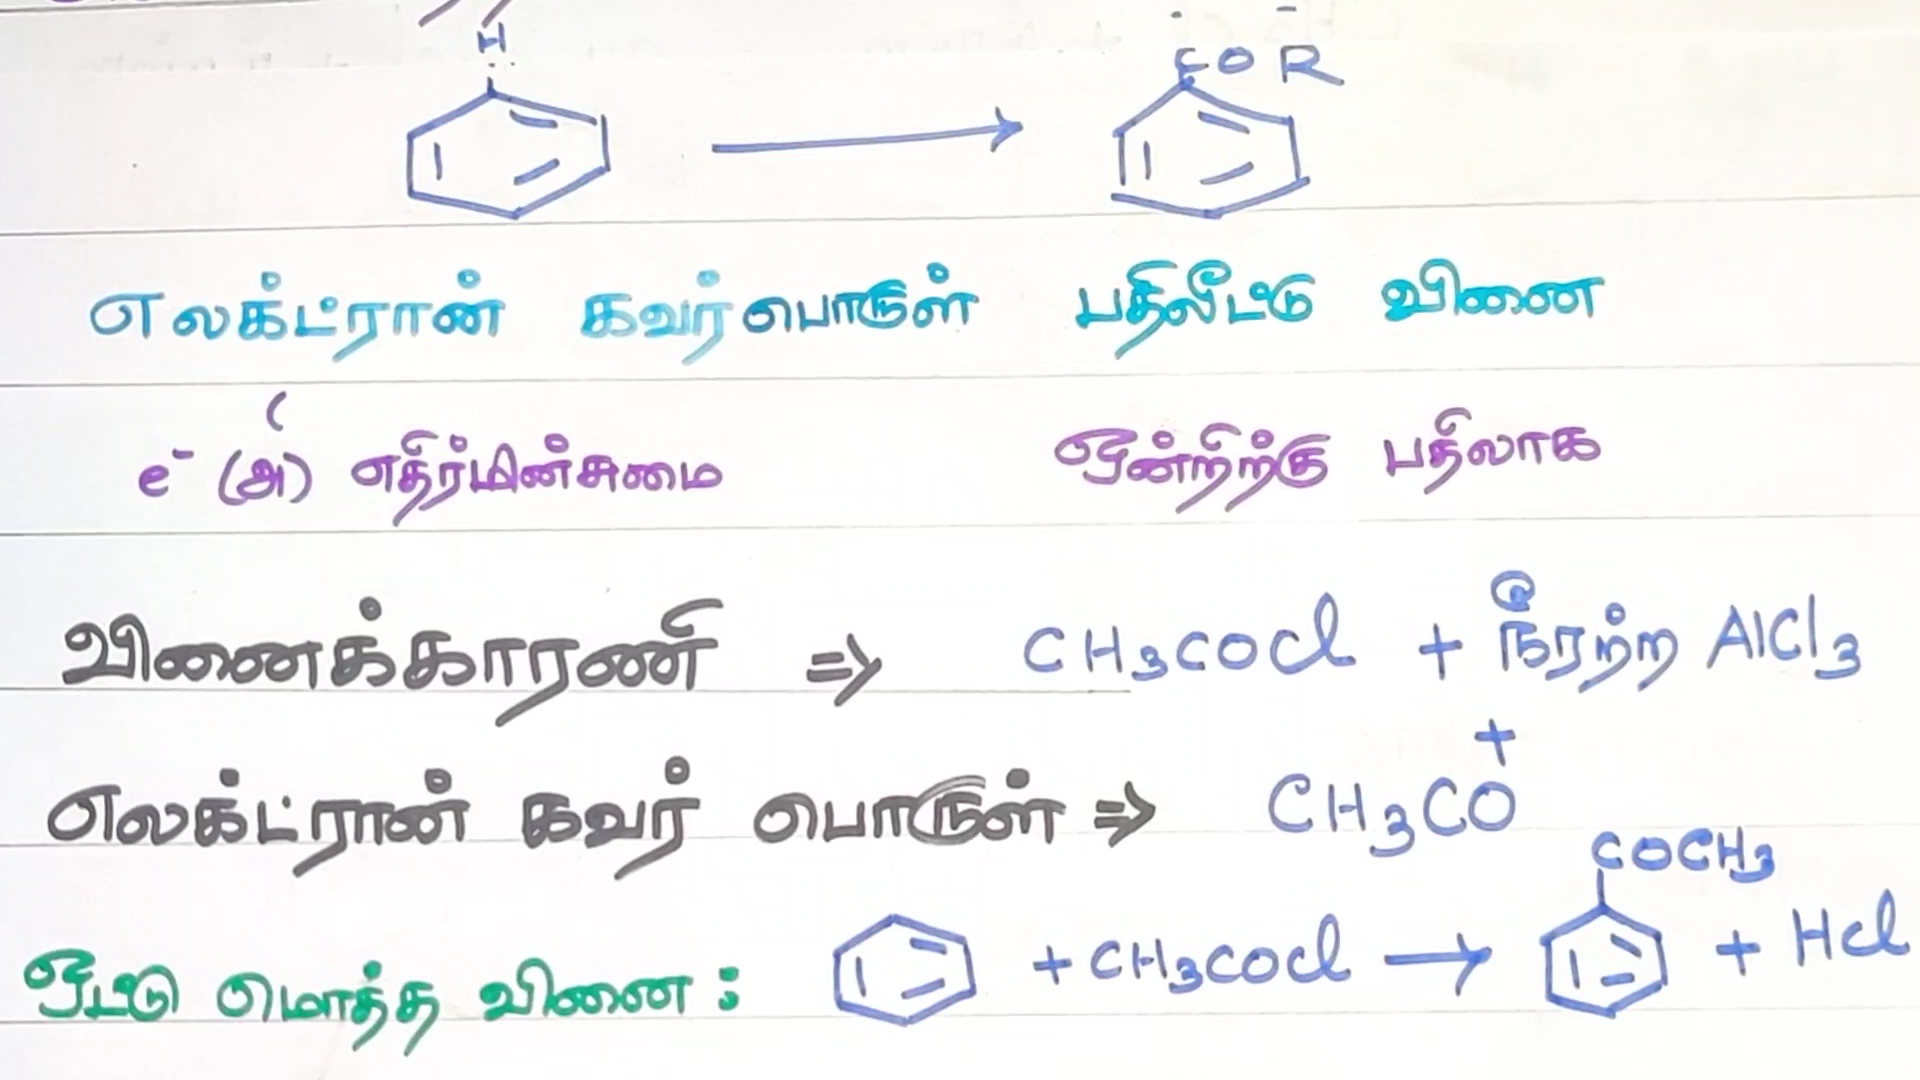 H COR
எலக்ட்ரான் கவர்பொருள் பதிலீட்டு வினை
e⁻ (அ) எதிர்மின்சுமை ஒன்றிற்கு பதிலாக
வினைக்காரணி ⇒ CH₃COCl + நீரற்ற AlCl₃
எலக்ட்ரான் கவர் பொருள் ⇒ CH₃CO⁺
COCH₃
ஒட்டு மொத்த வினை : + CH₃COCl → + HCl